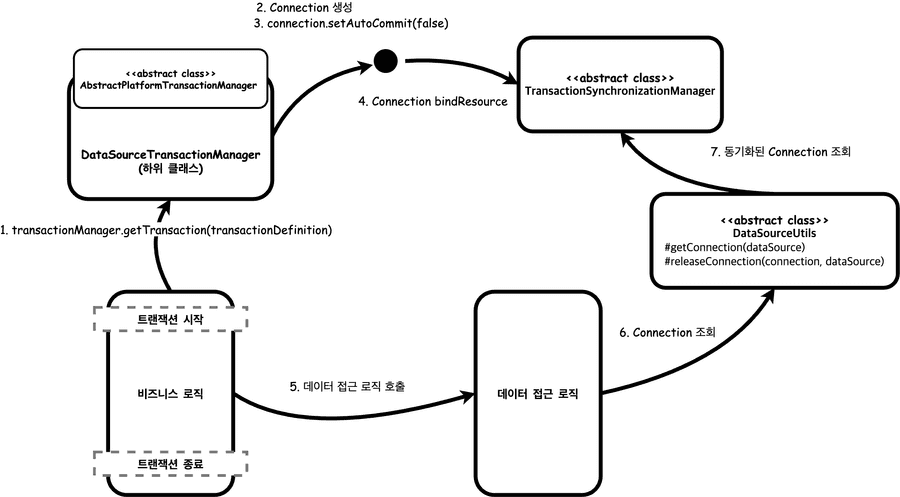 2. Connection 생성
3. connection.setAutoCommit(false)
<<abstract class>>
AbstractPlatformTransactionManager
DataSourceTransactionManager
(하위 클래스)
4. Connection bindResource
<<abstract class>>
TransactionSynchronizationManager
7. 동기화된 Connection 조회
1. transactionManager.getTransaction(transactionDefinition)
<<abstract class>>
DataSourceUtils
#getConnection(dataSource)
#releaseConnection(connection, dataSource)
트랜잭션 시작
비즈니스 로직
트랜잭션 종료
5. 데이터 접근 로직 호출
데이터 접근 로직
6. Connection 조회